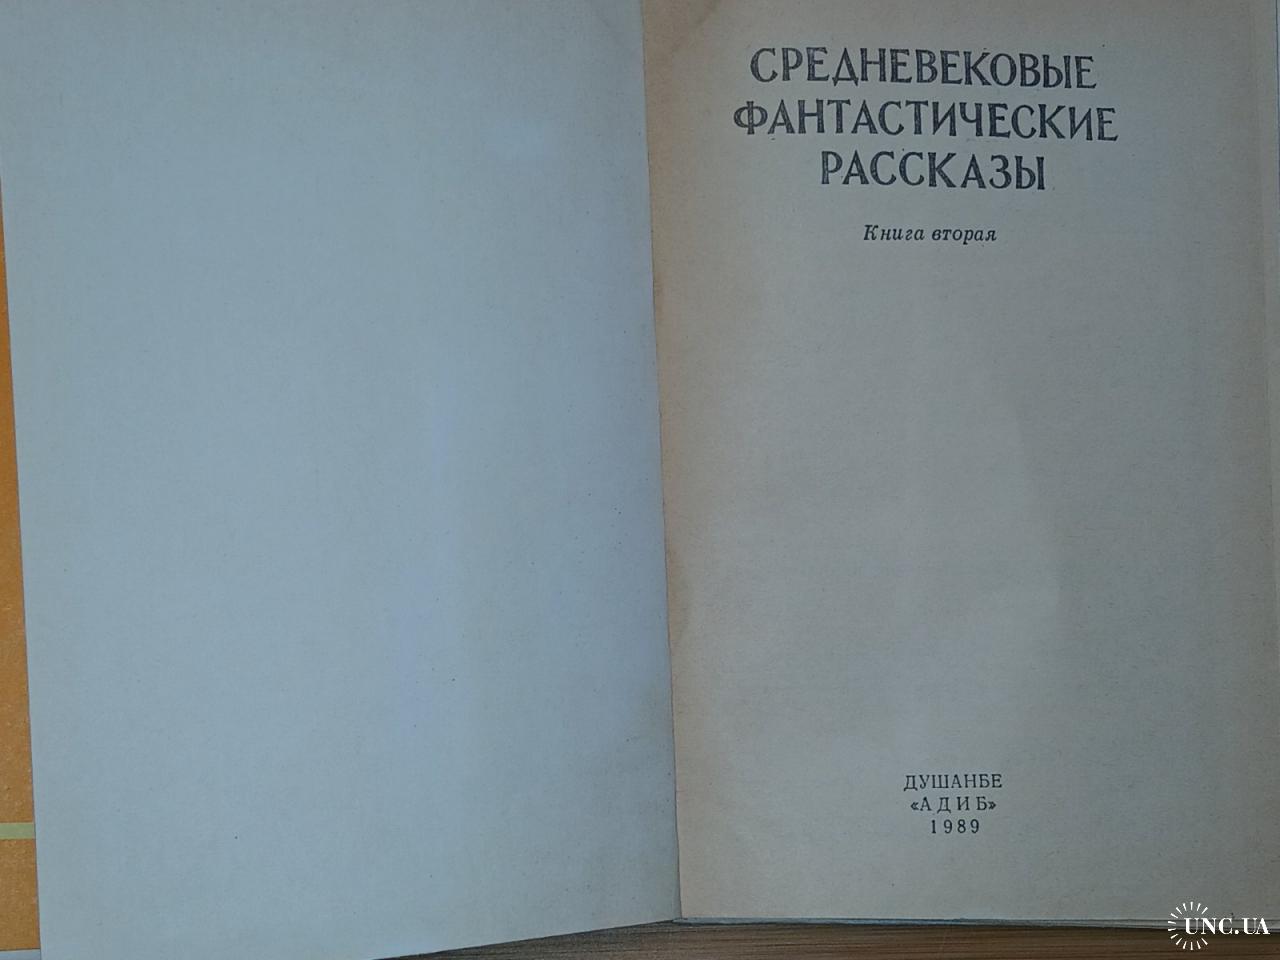 СРЕДНЕВЕКОВЫЕ
ФАНТАСТИЧЕСКИЕ
РАССКАЗЫ
Книга вторая
ДУШАНБЕ
«АДИБ»
1989
UNC.UA